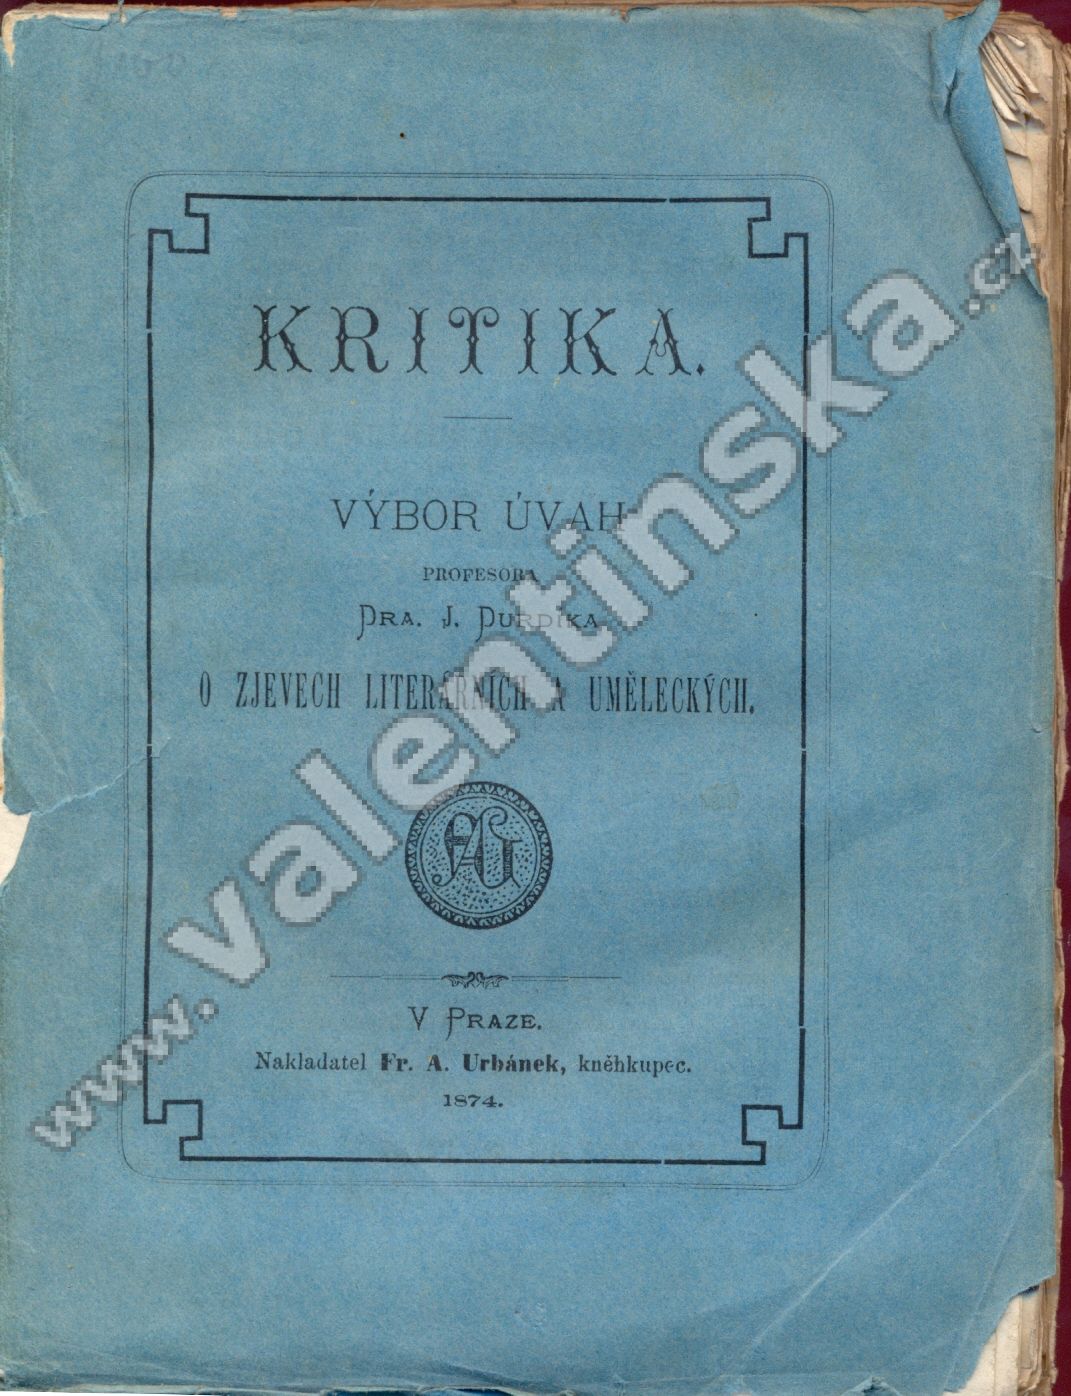 KRITIKA.
VÝBOR ÚVAH
PROFESORA
DRA. J. DURDÍKA
O ZJEVECH LITERÁRNÍCH A UMĚLECKÝCH.
V PRAZE.
Nakladatel Fr. A. Urbánek, kněhkupec.
1874.
www.valentinska.cz